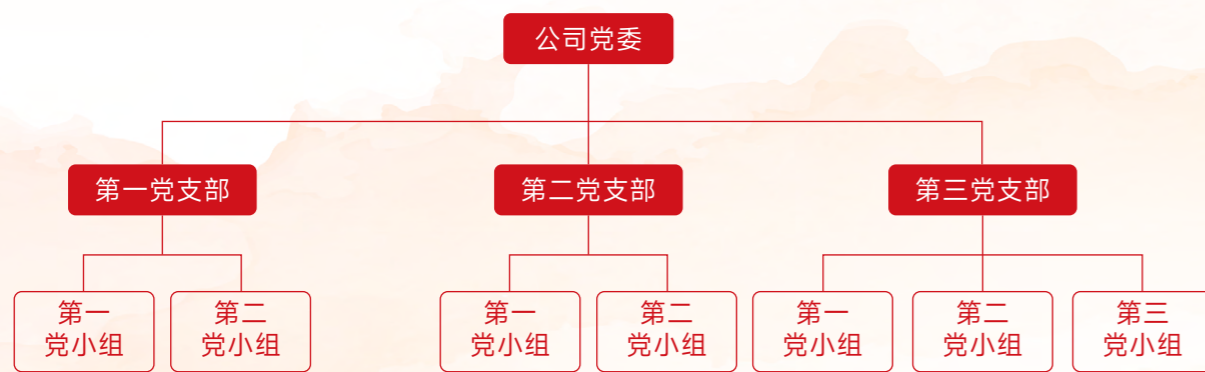 公司党委
第一党支部
第二党支部
第三党支部
第一
党小组
第二
党小组
第一
党小组
第二
党小组
第一
党小组
第二
党小组
第三
党小组